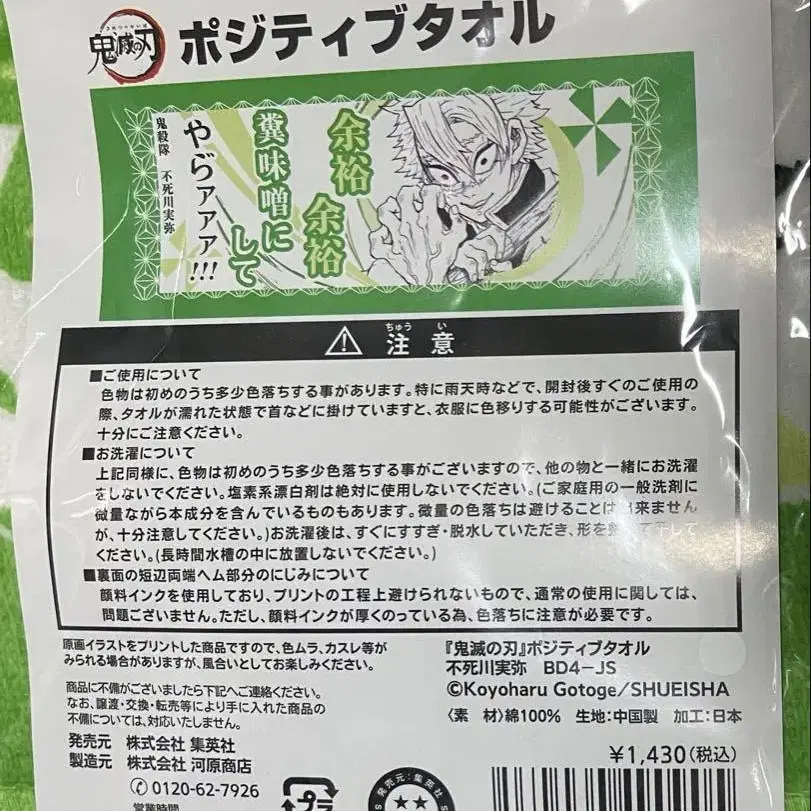 鬼滅の刃
ポジティブタオル
余裕 余裕
糞味噌に
して
やらァァァ!!!
鬼殺隊 不死川実弥
ちゅう い
注 意
■ご使用について
色物は初めのうち多少色落ちする事があります。特に雨天時などで、開封後すぐのご使用の
際、タオルが濡れた状態で首などに掛けていますと、衣服に色移りする可能性がございます。
十分にご注意ください。
■お洗濯について
上記同様に、色物は初めのうち多少色落ちする事がございますので、他の物と一緒にお洗濯
をしないでください。塩素系漂白剤は絶対に使用しないでください。(ご家庭用の一般洗剤に
微量ながら本成分を含んでいるものもあります。微量の色落ちは避けることは出来ません
が、十分注意してください。)お洗濯後は、すぐにすすぎ・脱水していただき、形を て干して
ください。(長時間水槽の中に放置しないでください。)
■裏面の短辺両端ヘム部分のにじみについて
顔料インクを使用しており、プリントの工程上避けられないもので、通常の使用に関しては、
問題ございません。ただし、顔料インクが厚くのっている為、色落ちに注意が必要です。
原画イラストをプリントした商品ですので、色ムラ、カスレ等が
みられる場合がありますが、風合いとしてお楽しみください。
商品に不備がございましたら下記へご連絡ください。
なお、譲渡・交換・転売等により手に入れた商品の
不備については、対応いたしません。
発売元 株式会社 集英社
製造元 株式会社 河原商店
0120-62-7926
営業時間
『鬼滅の刃』ポジティブタオル
不死川実弥 BD4-JS
©Koyoharu Gotoge/SHUEISHA
〈素 材〉綿100% 生地:中国製 加工:日本
¥1,430(税込)
プラ
発売元:集英社